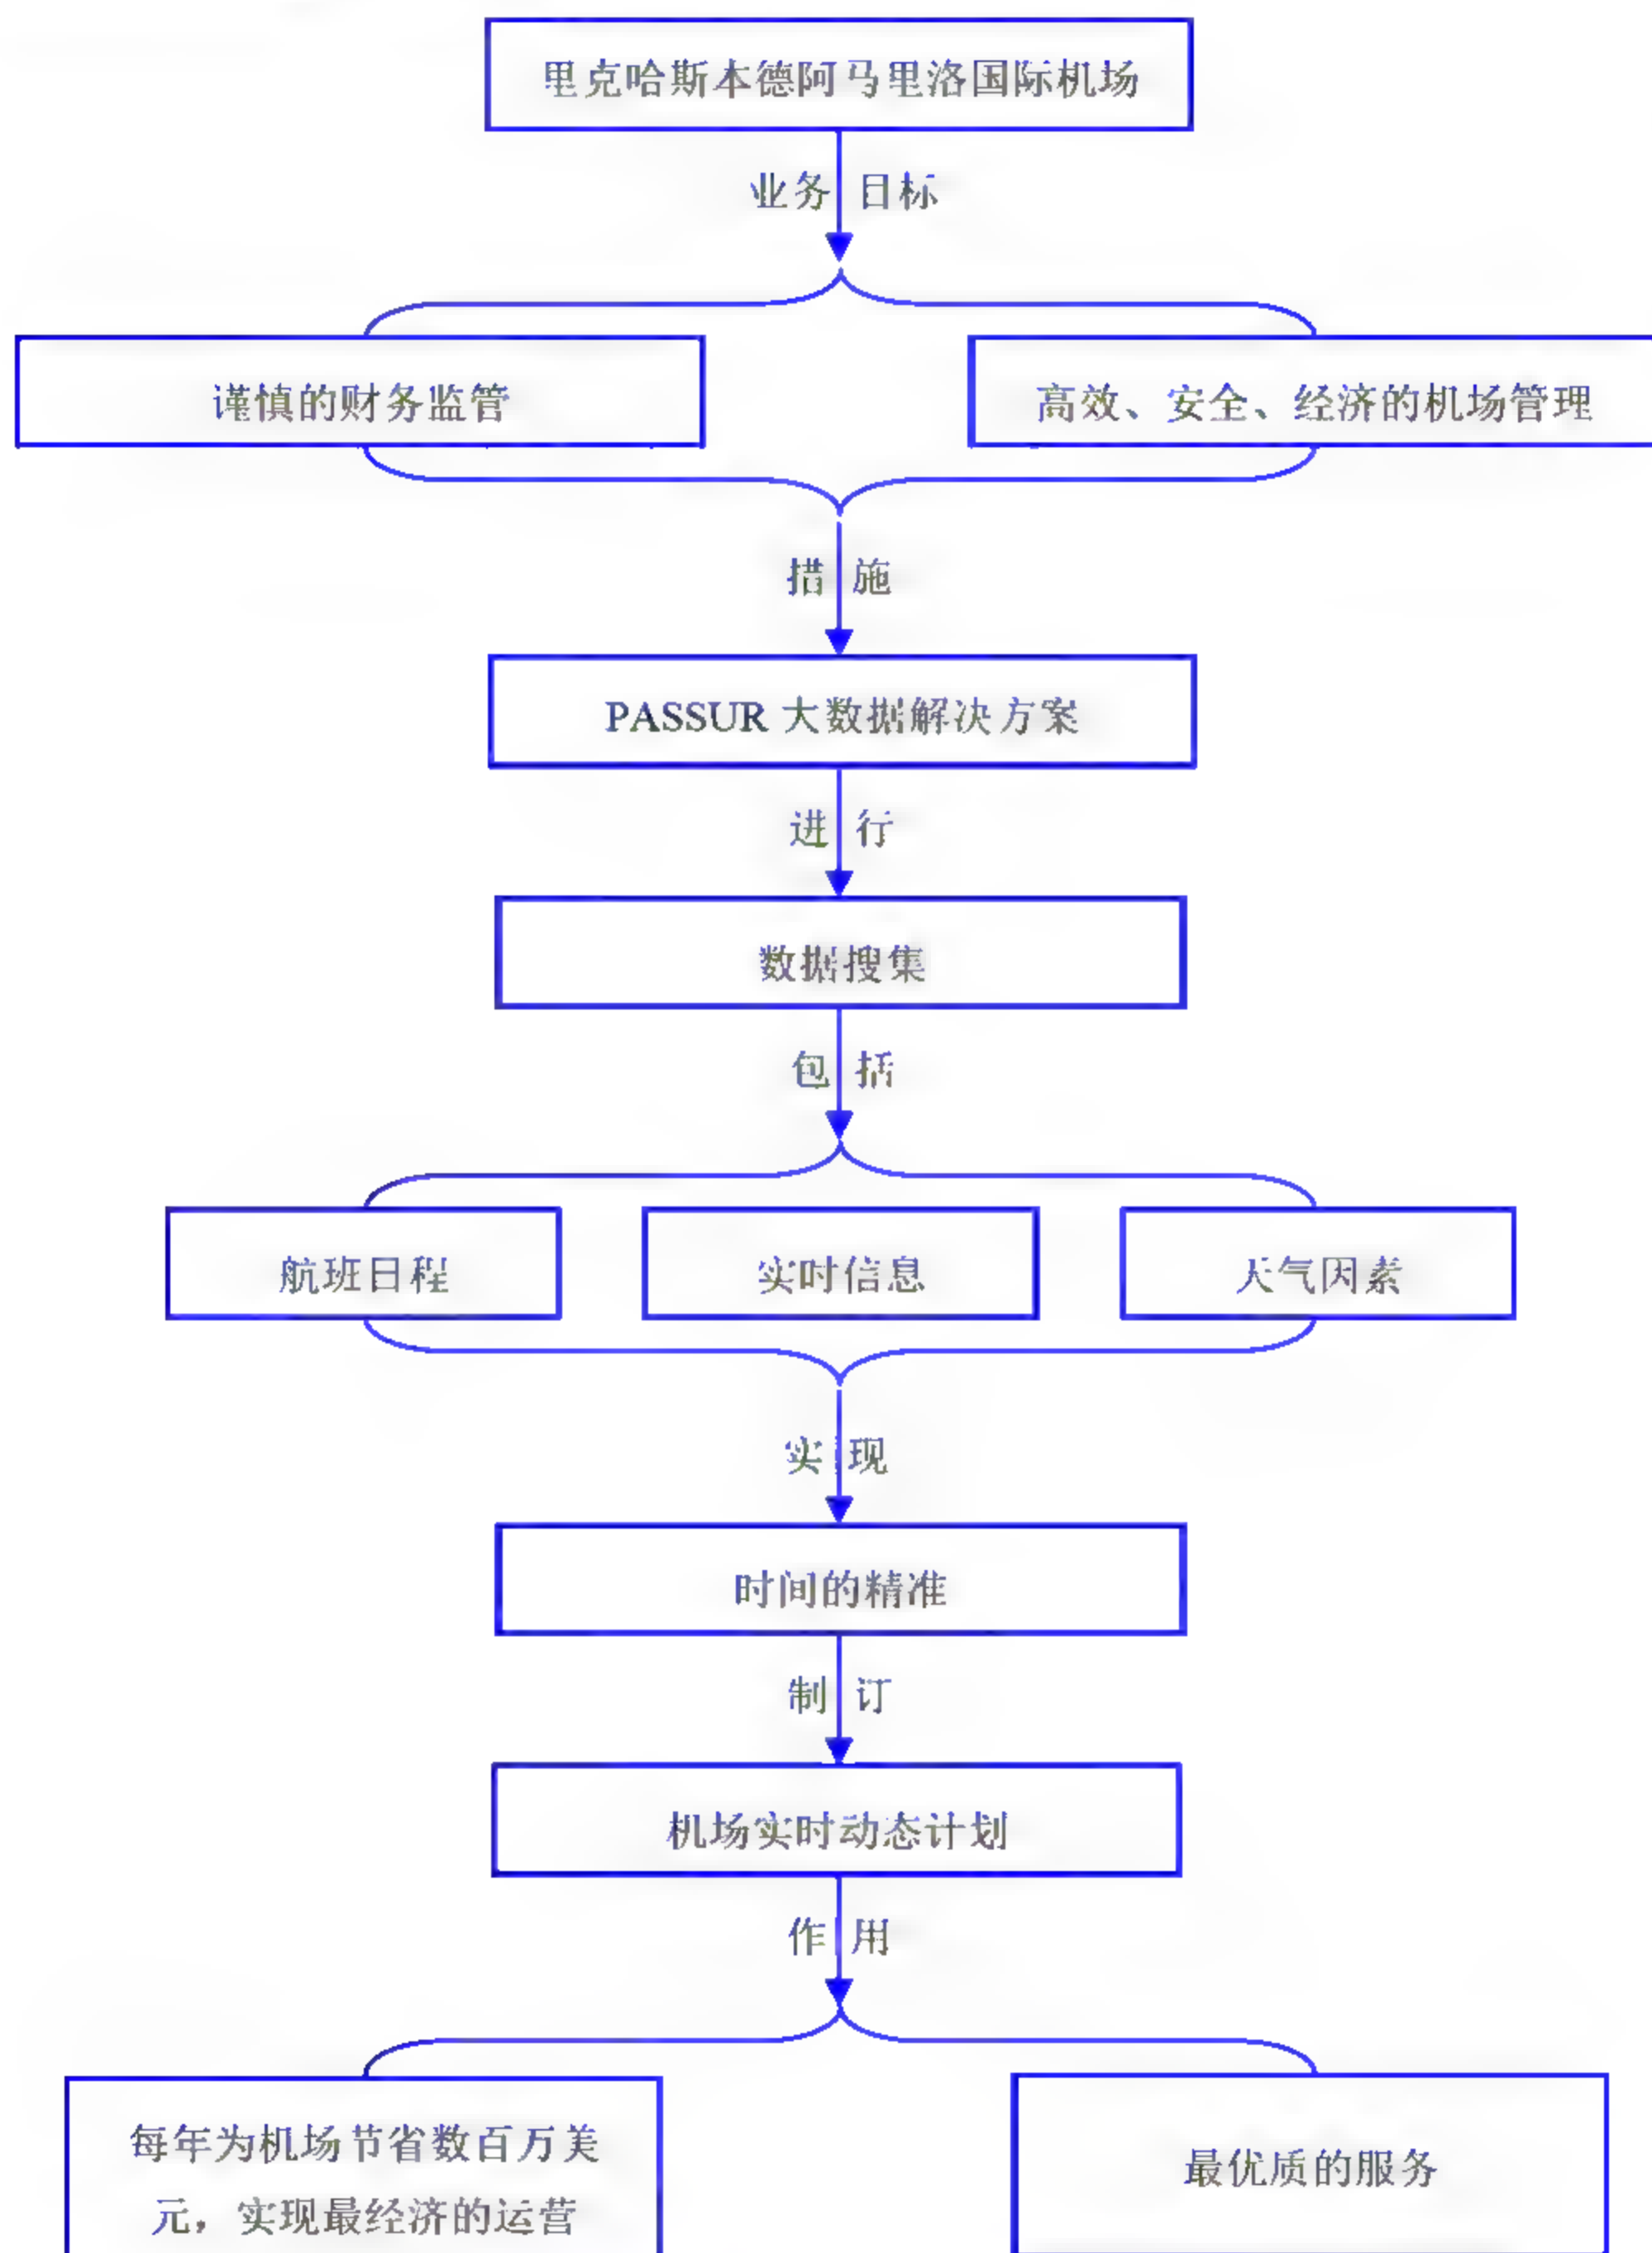 里克哈斯本德阿马里洛国际机场
业务 目标
谨慎的财务监管
高效、安全、经济的机场管理
措 施
PASSUR 大数据解决方案
进 行
数据搜集
包 括
航班日程
实时信息
天气因素
实 现
时间的精准
制 订
机场实时动态计划
作 用
每年为机场节省数百万美
元，实现最经济的运营
最优质的服务